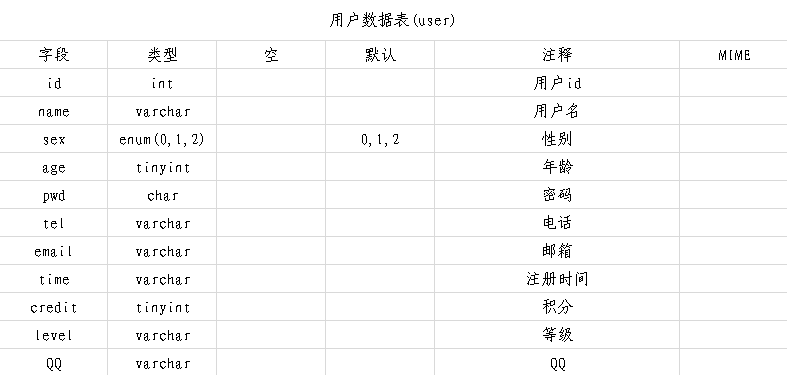 用户数据表(user)
字段 类型 空 默认 注释 MIME
id int 用户id
name varchar 用户名
sex enum(0,1,2) 0,1,2 性别
age tinyint 年龄
pwd char 密码
tel varchar 电话
email varchar 邮箱
time varchar 注册时间
credit tinyint 积分
level varchar 等级
QQ varchar QQ